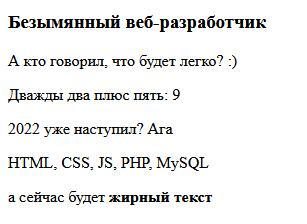 Безымянный веб-разработчик
А кто говорил, что будет легко? :)
Дважды два плюс пять: 9
2022 уже наступил? Ага
HTML, CSS, JS, PHP, MySQL
а сейчас будет жирный текст